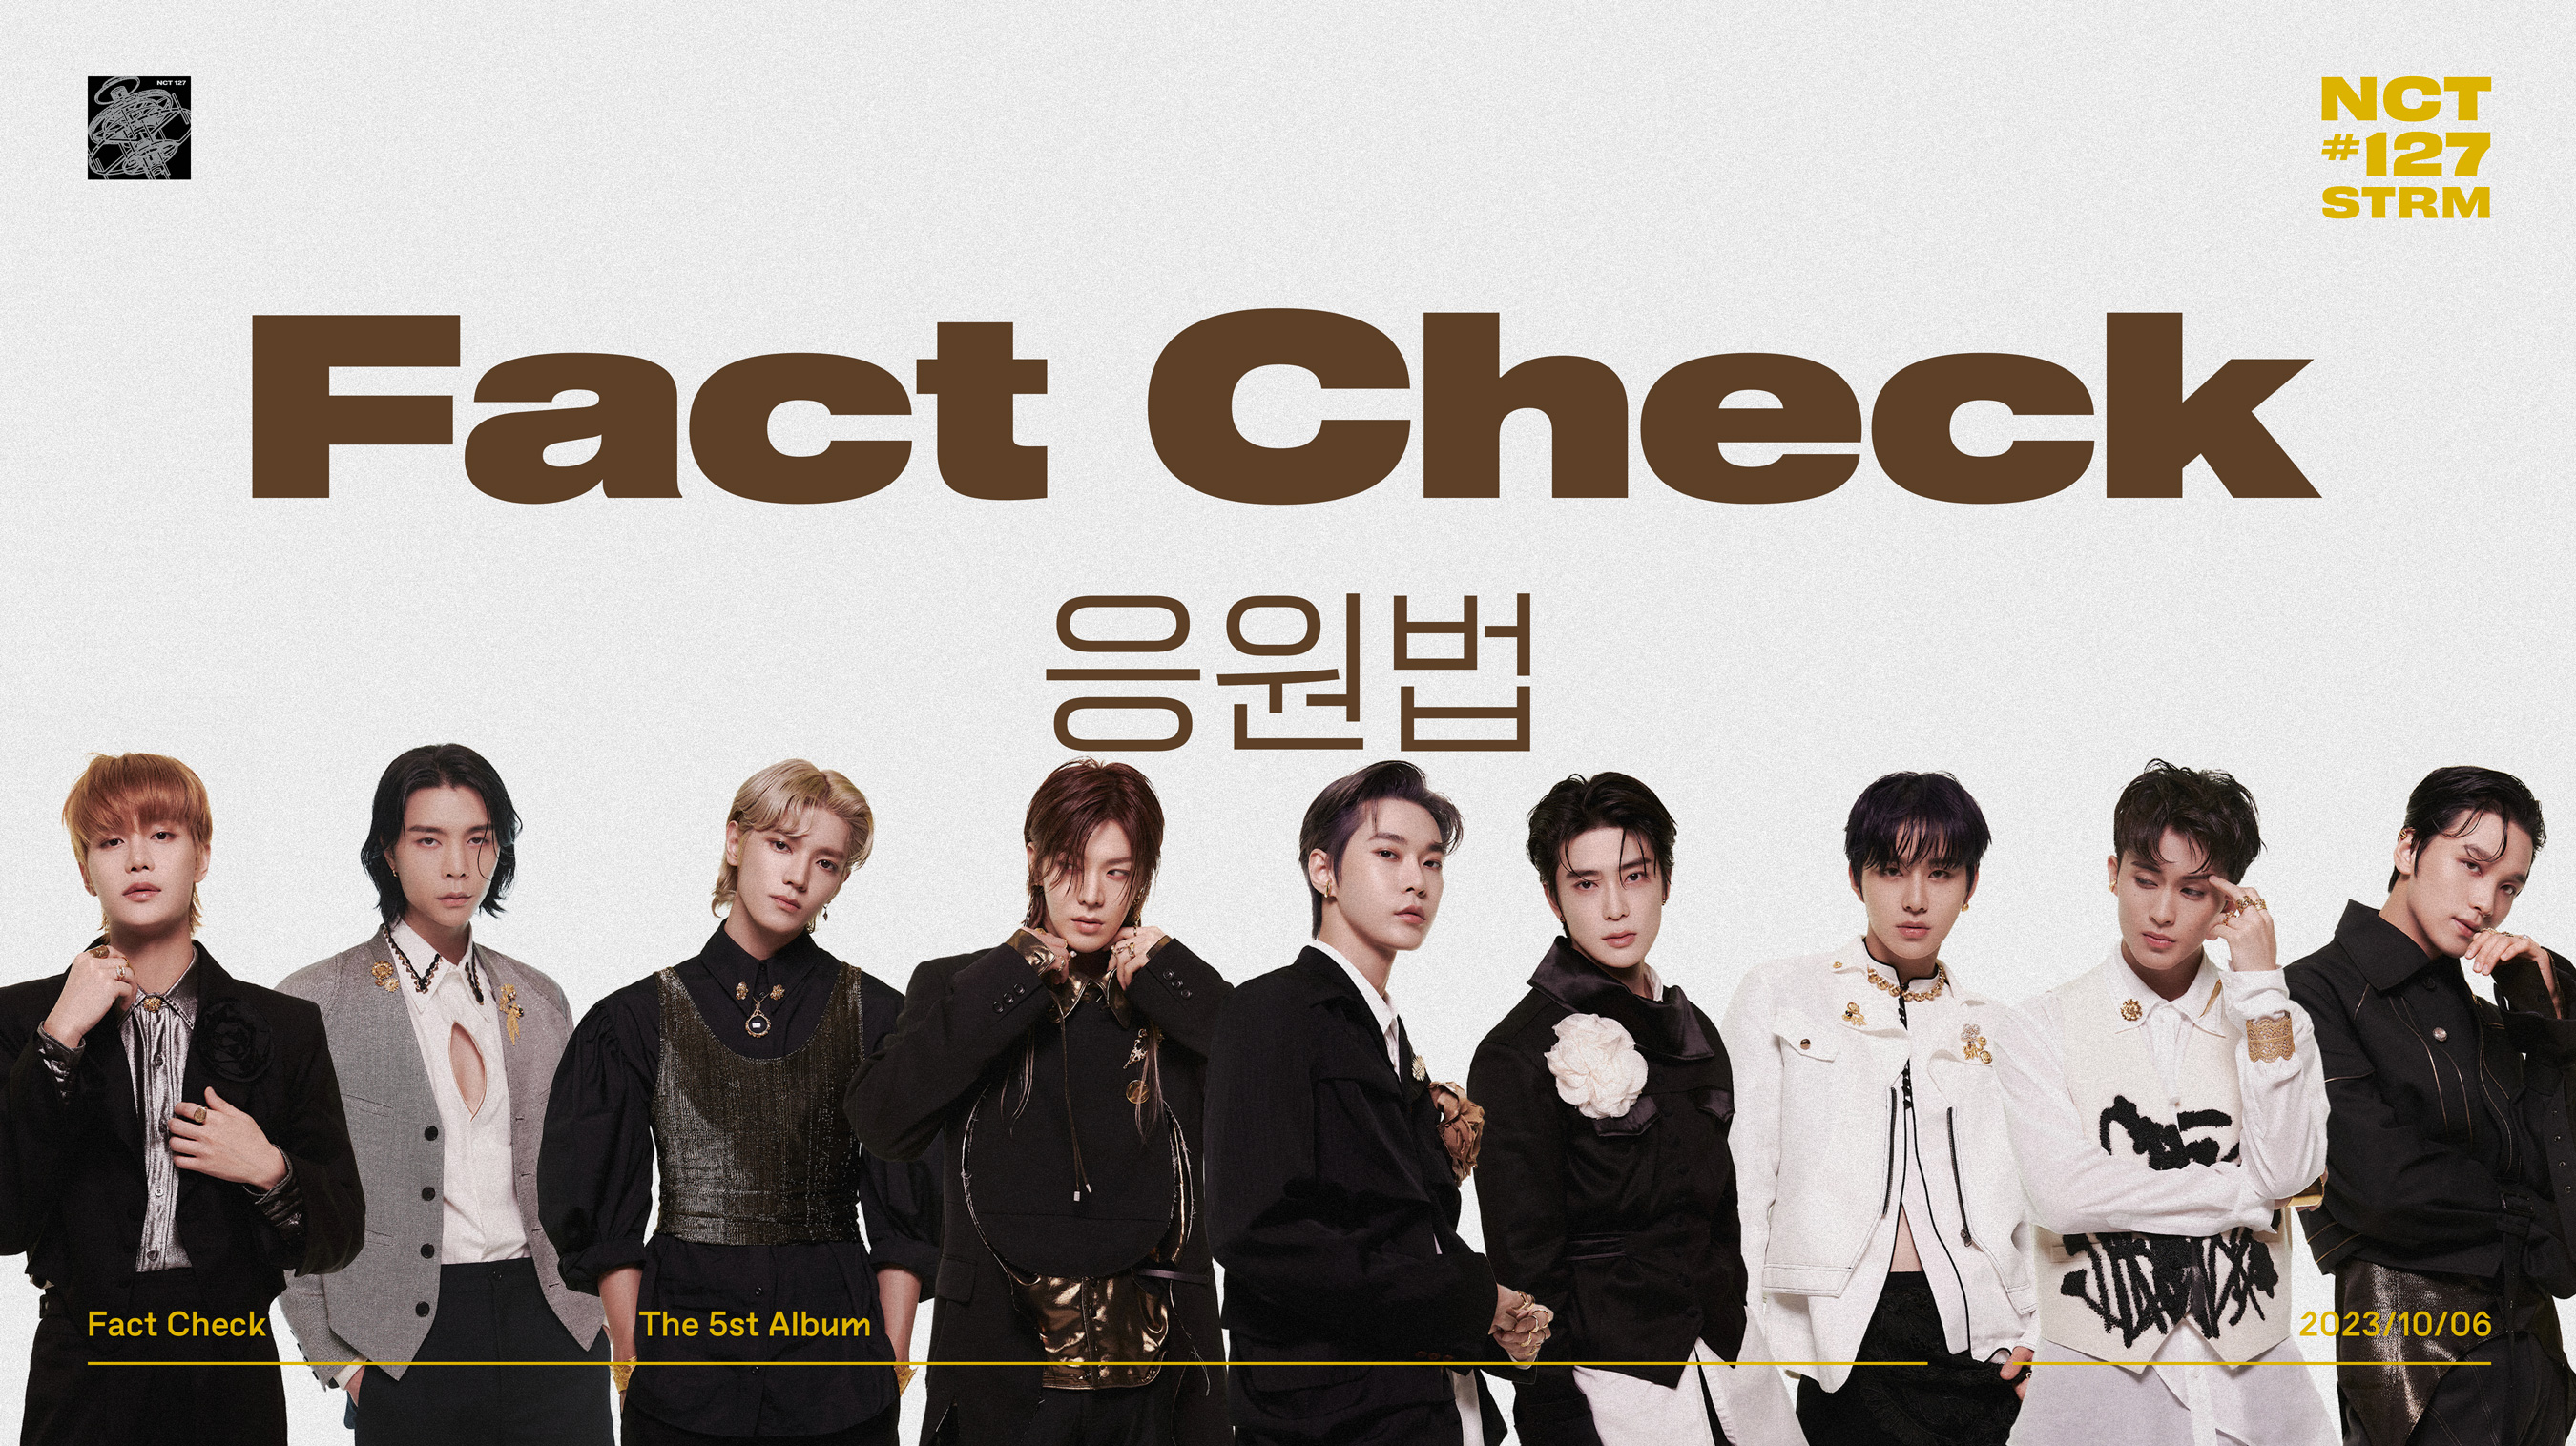 NCT 127
NCT
#127
STRM
Fact Check
응원법
Fact Check
The 5st Album
2023/10/06